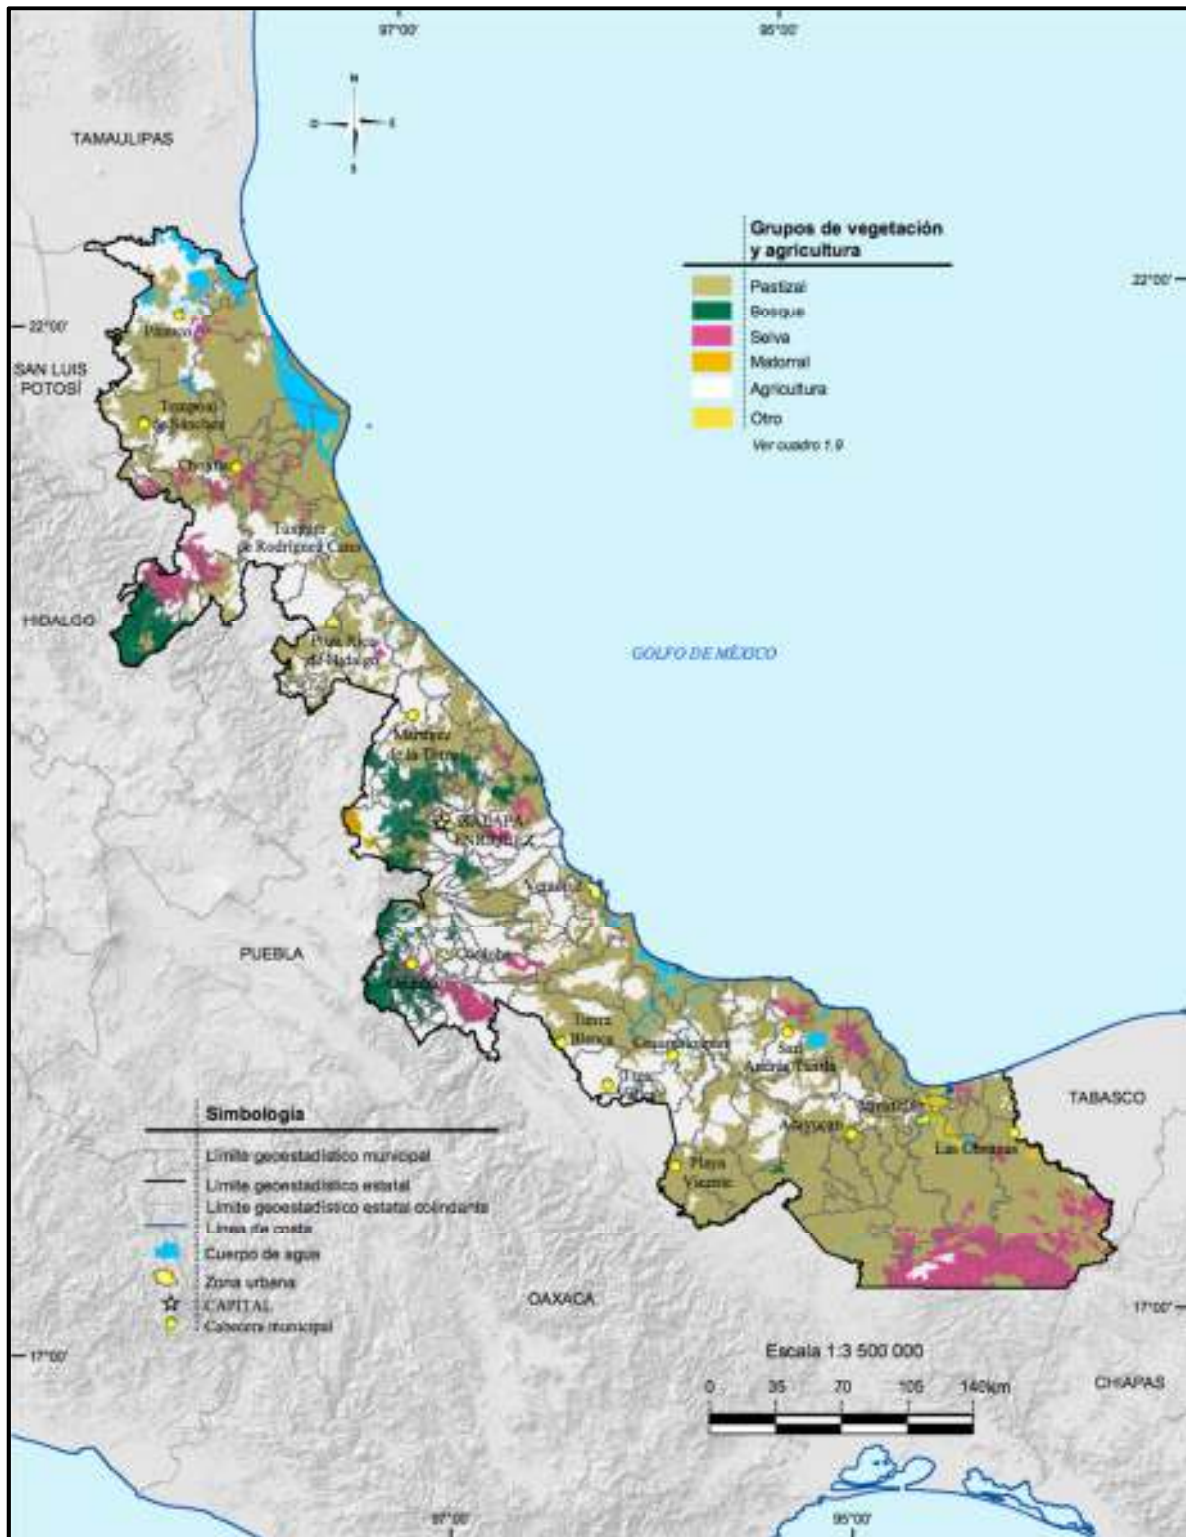 97°00'
95°00'
N
O
E
S
TAMAULIPAS
Grupos de vegetación
y agricultura
Pastizal
Bosque
Selva
Matorral
Agricultura
Otro
Ver cuadro 1.9
22°00'
22°00'
Pánuco
SAN LUIS
POTOSÍ
Tempoal
de Sánchez
Tuxpan
de Rodríguez Cano
HIDALGO
Poza Rica
de Hidalgo
GOLFO DE MÉXICO
Martínez
de la Torre
XALAPA
ENRÍQUEZ
Veracruz
PUEBLA
Córdoba
Orizaba
Tierra
Blanca
Cosamaloapan
San
Andrés Tuxtla
Tres
Valles
TABASCO
Minatitlán
Acayucan
Las Choapas
Playa
Vicente
Simbología
Límite geoestadístico municipal
Límite geoestadístico estatal
Límite geoestadístico estatal colindante
Línea de costa
Cuerpo de agua
Zona urbana
CAPITAL
Cabecera municipal
OAXACA
17°00'
17°00'
Escala 1:3 500 000
0 35 70 105 140km
CHIAPAS
97°00'
95°00'